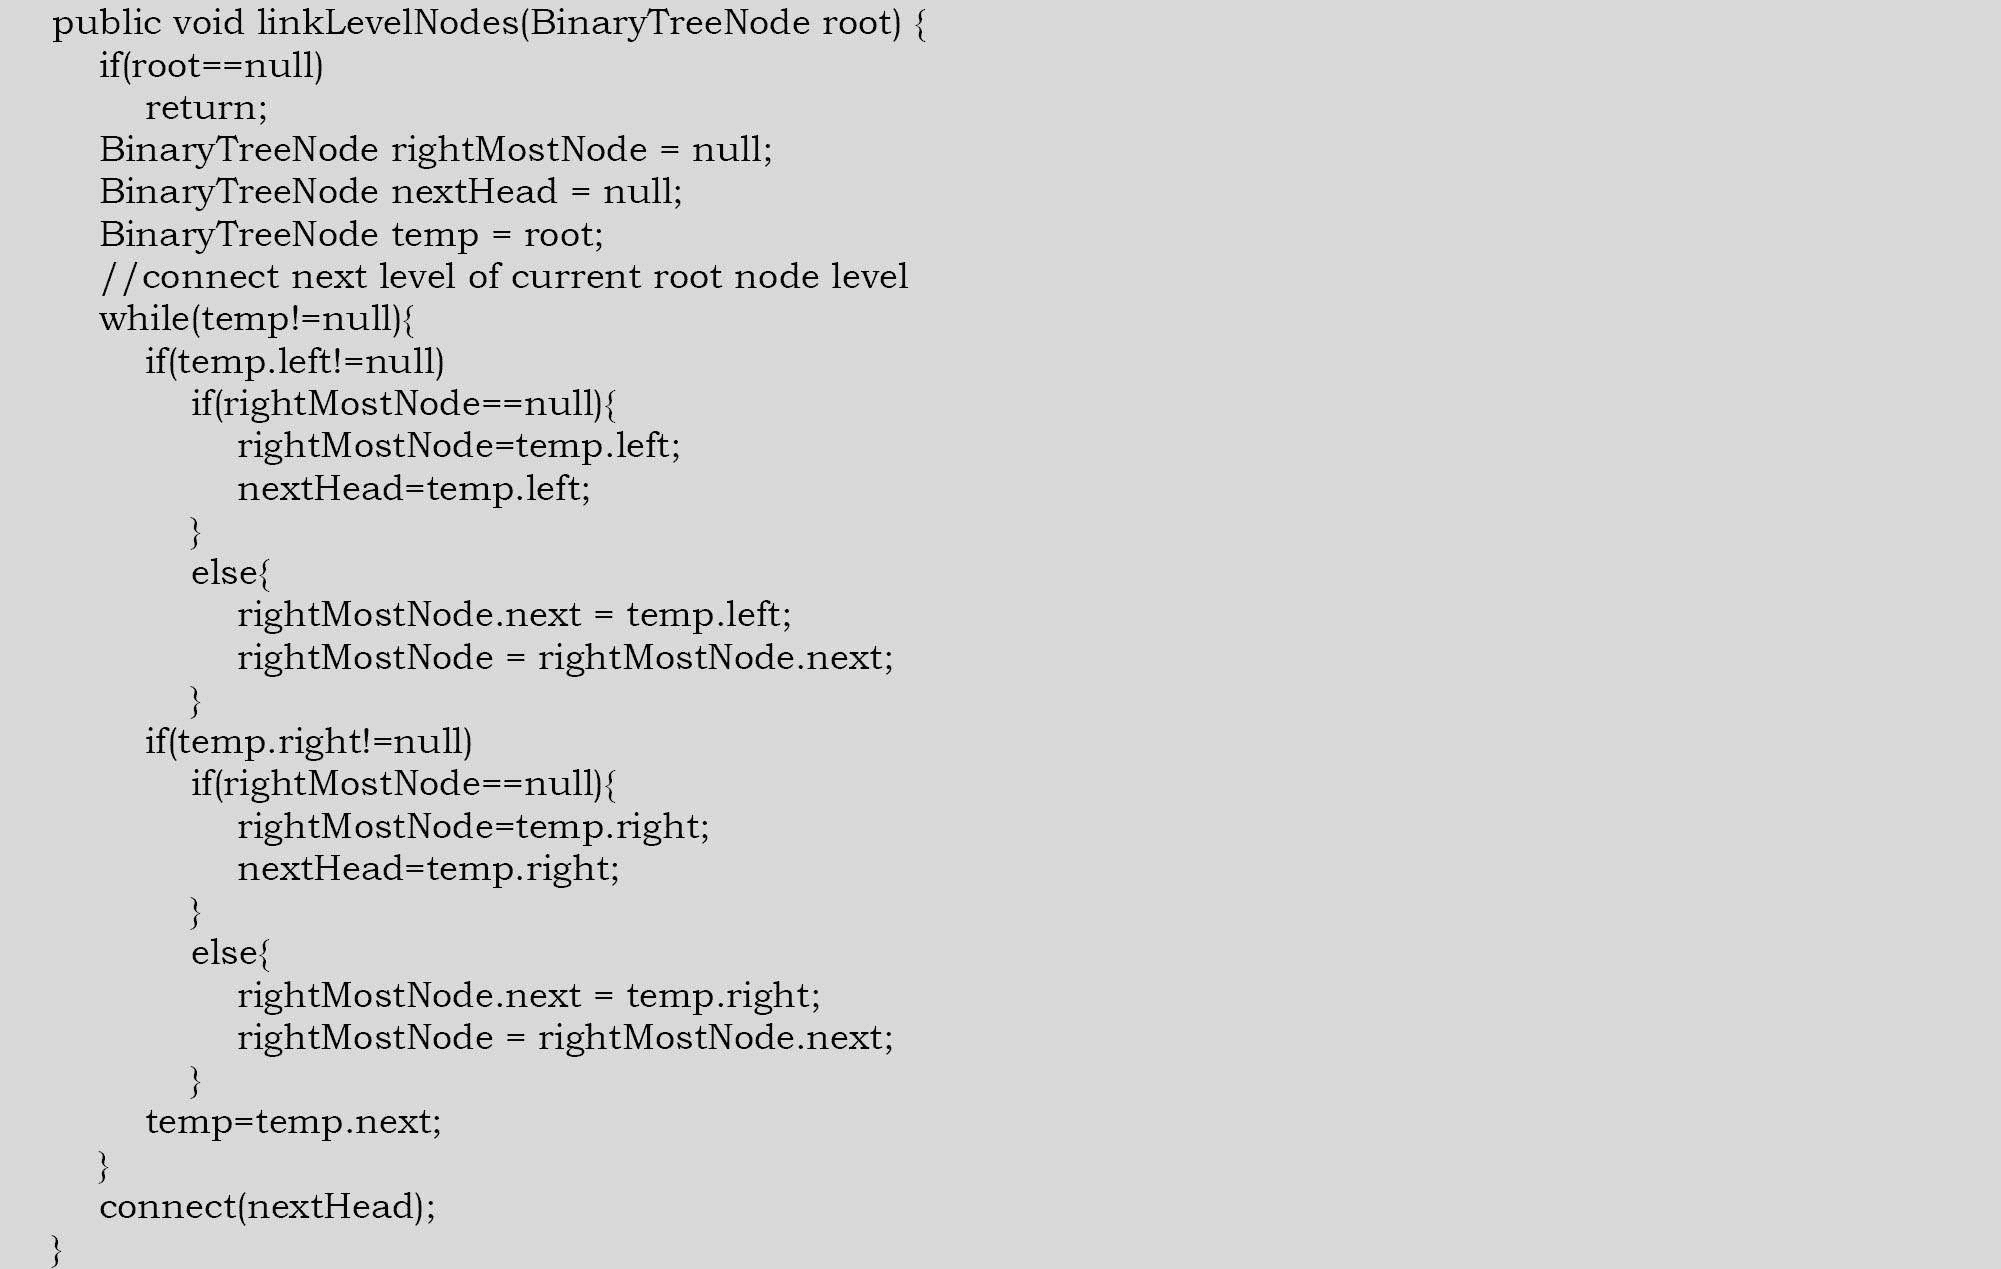 public void linkLevelNodes(BinaryTreeNode root) {
if(root==null)
return;
BinaryTreeNode rightMostNode = null;
BinaryTreeNode nextHead = null;
BinaryTreeNode temp = root;
//connect next level of current root node level
while(temp!=null){
if(temp.left!=null)
if(rightMostNode==null){
rightMostNode=temp.left;
nextHead=temp.left;
}
else{
rightMostNode.next = temp.left;
rightMostNode = rightMostNode.next;
}
if(temp.right!=null)
if(rightMostNode==null){
rightMostNode=temp.right;
nextHead=temp.right;
}
else{
rightMostNode.next = temp.right;
rightMostNode = rightMostNode.next;
}
temp=temp.next;
}
connect(nextHead);
}